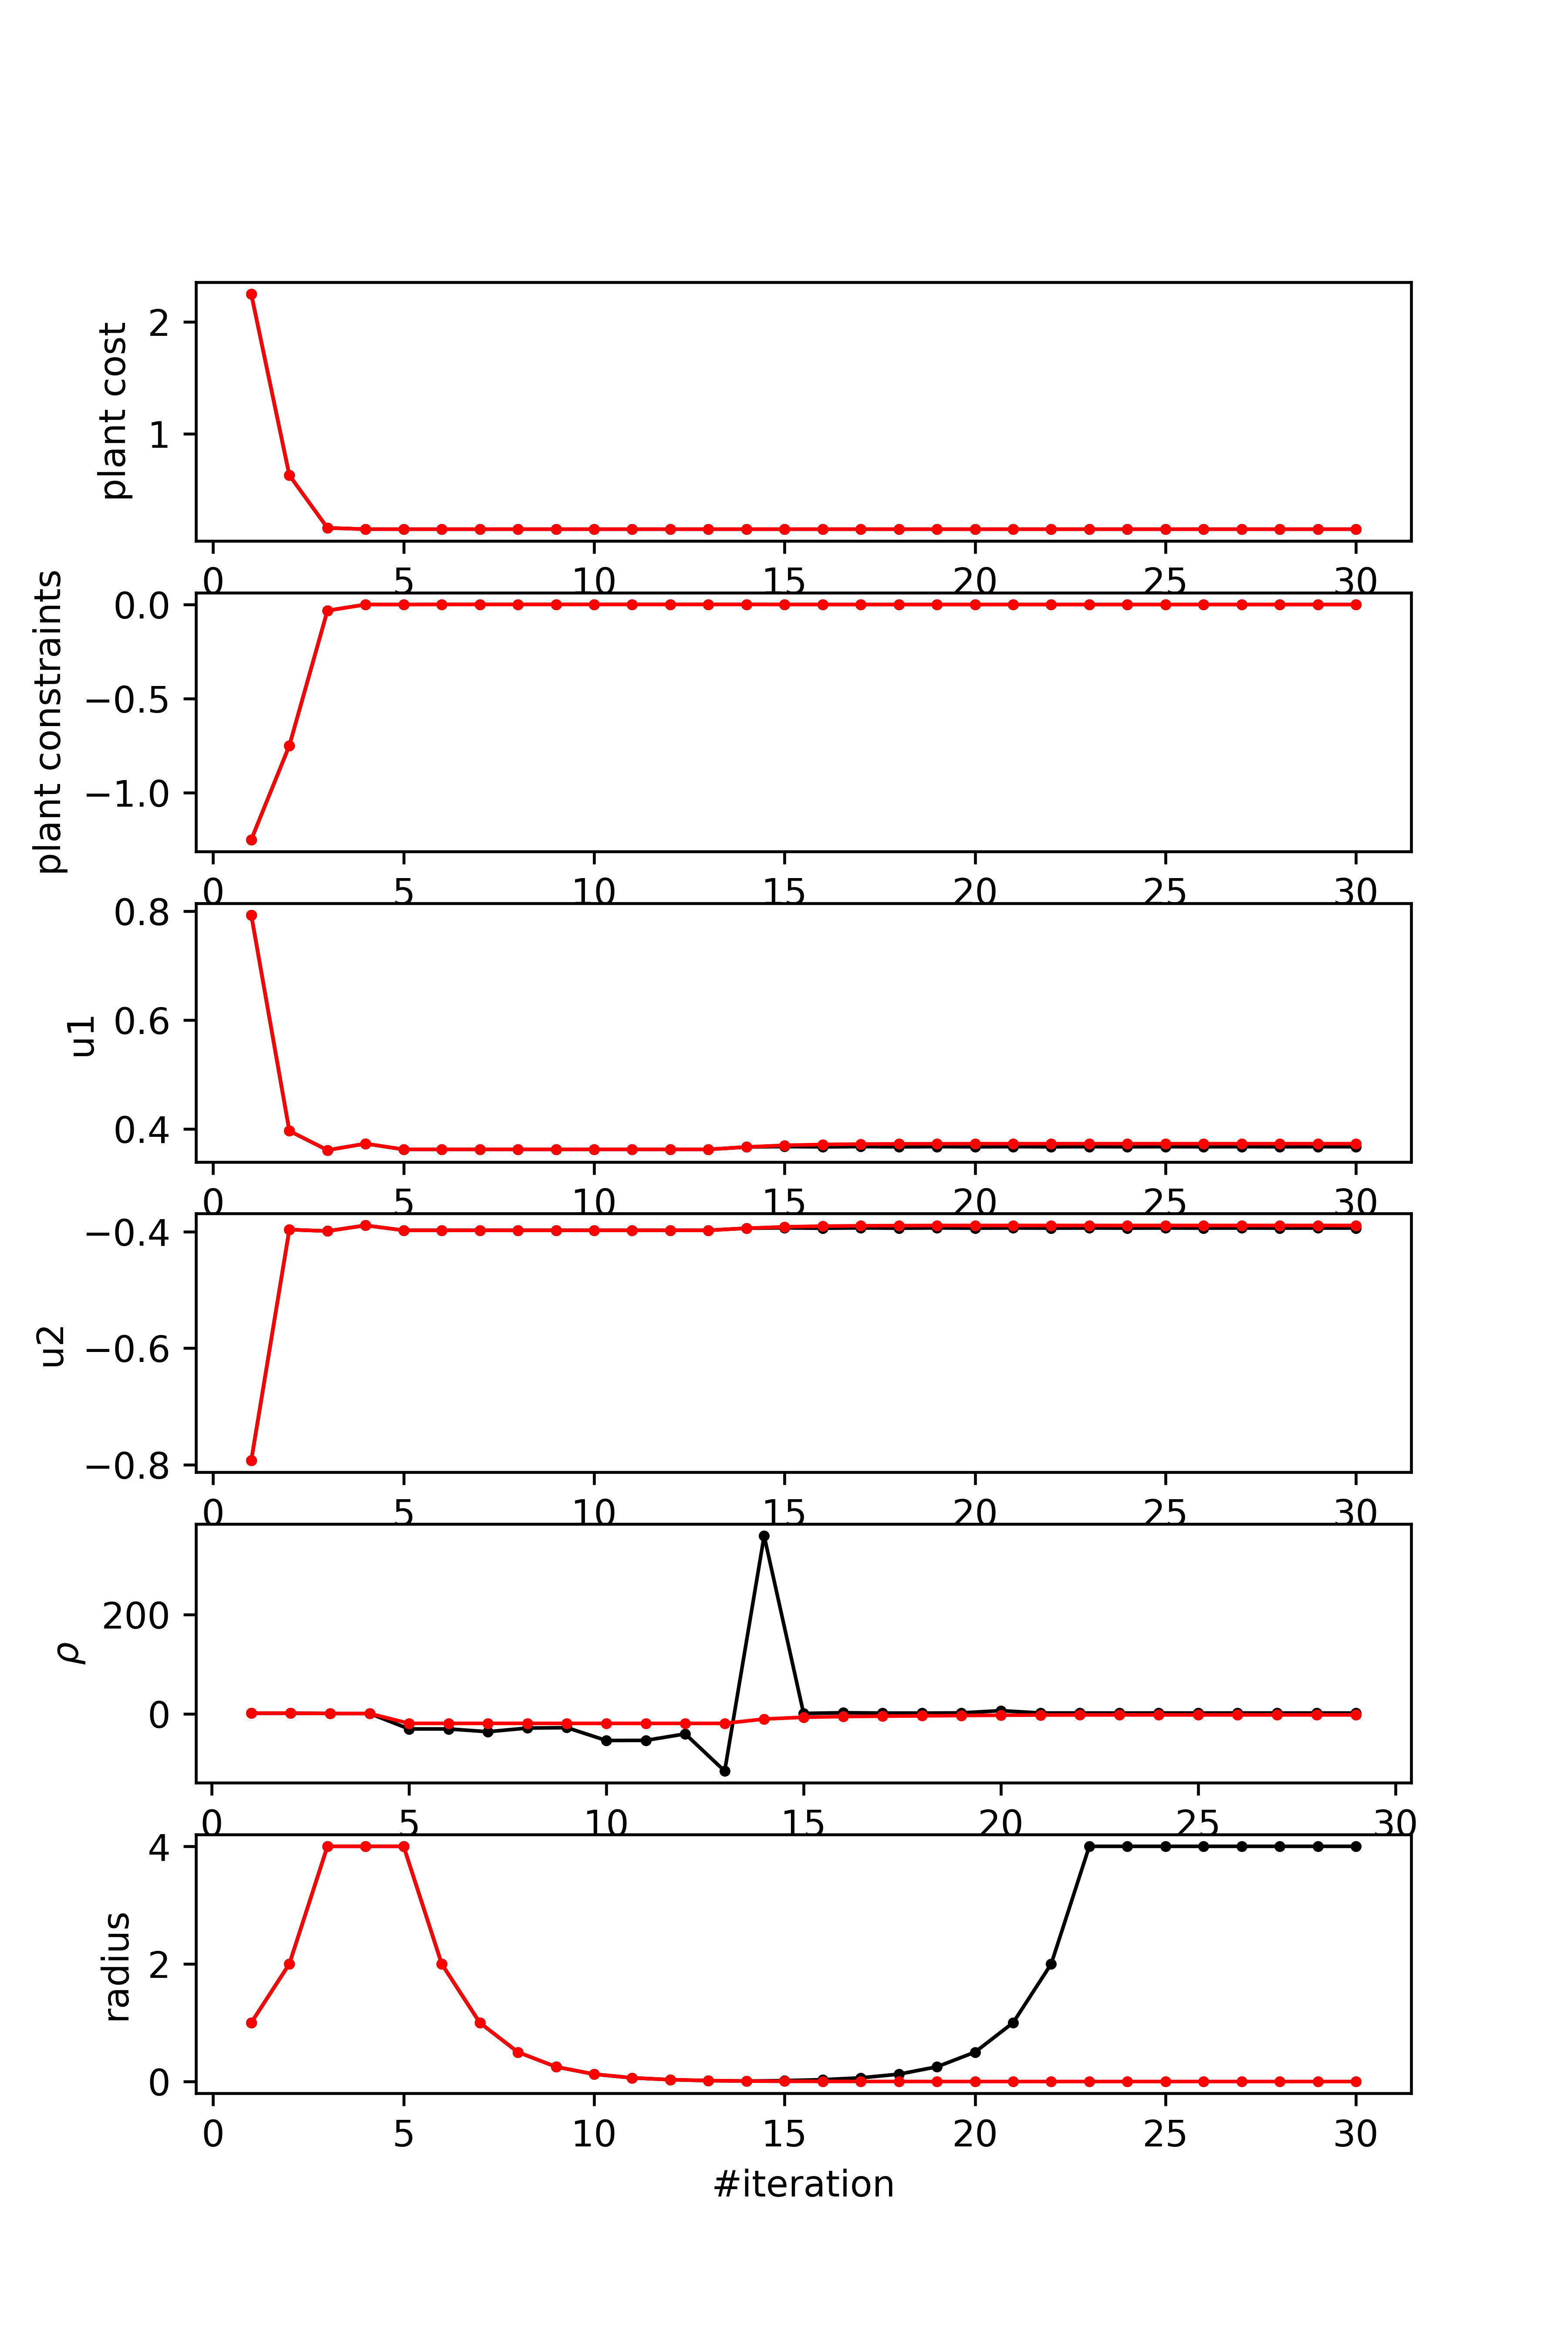 plant cost
2
1
0 5 10 15 20 25 30
plant constraints
0.0
−0.5
−1.0
0 5 10 15 20 25 30
u1
0.8
0.6
0.4
0 5 10 15 20 25 30
u2
−0.4
−0.6
−0.8
0 5 10 15 20 25 30
ρ
200
0
0 5 10 15 20 25 30
radius
4
2
0
0 5 10 15 20 25 30
#iteration